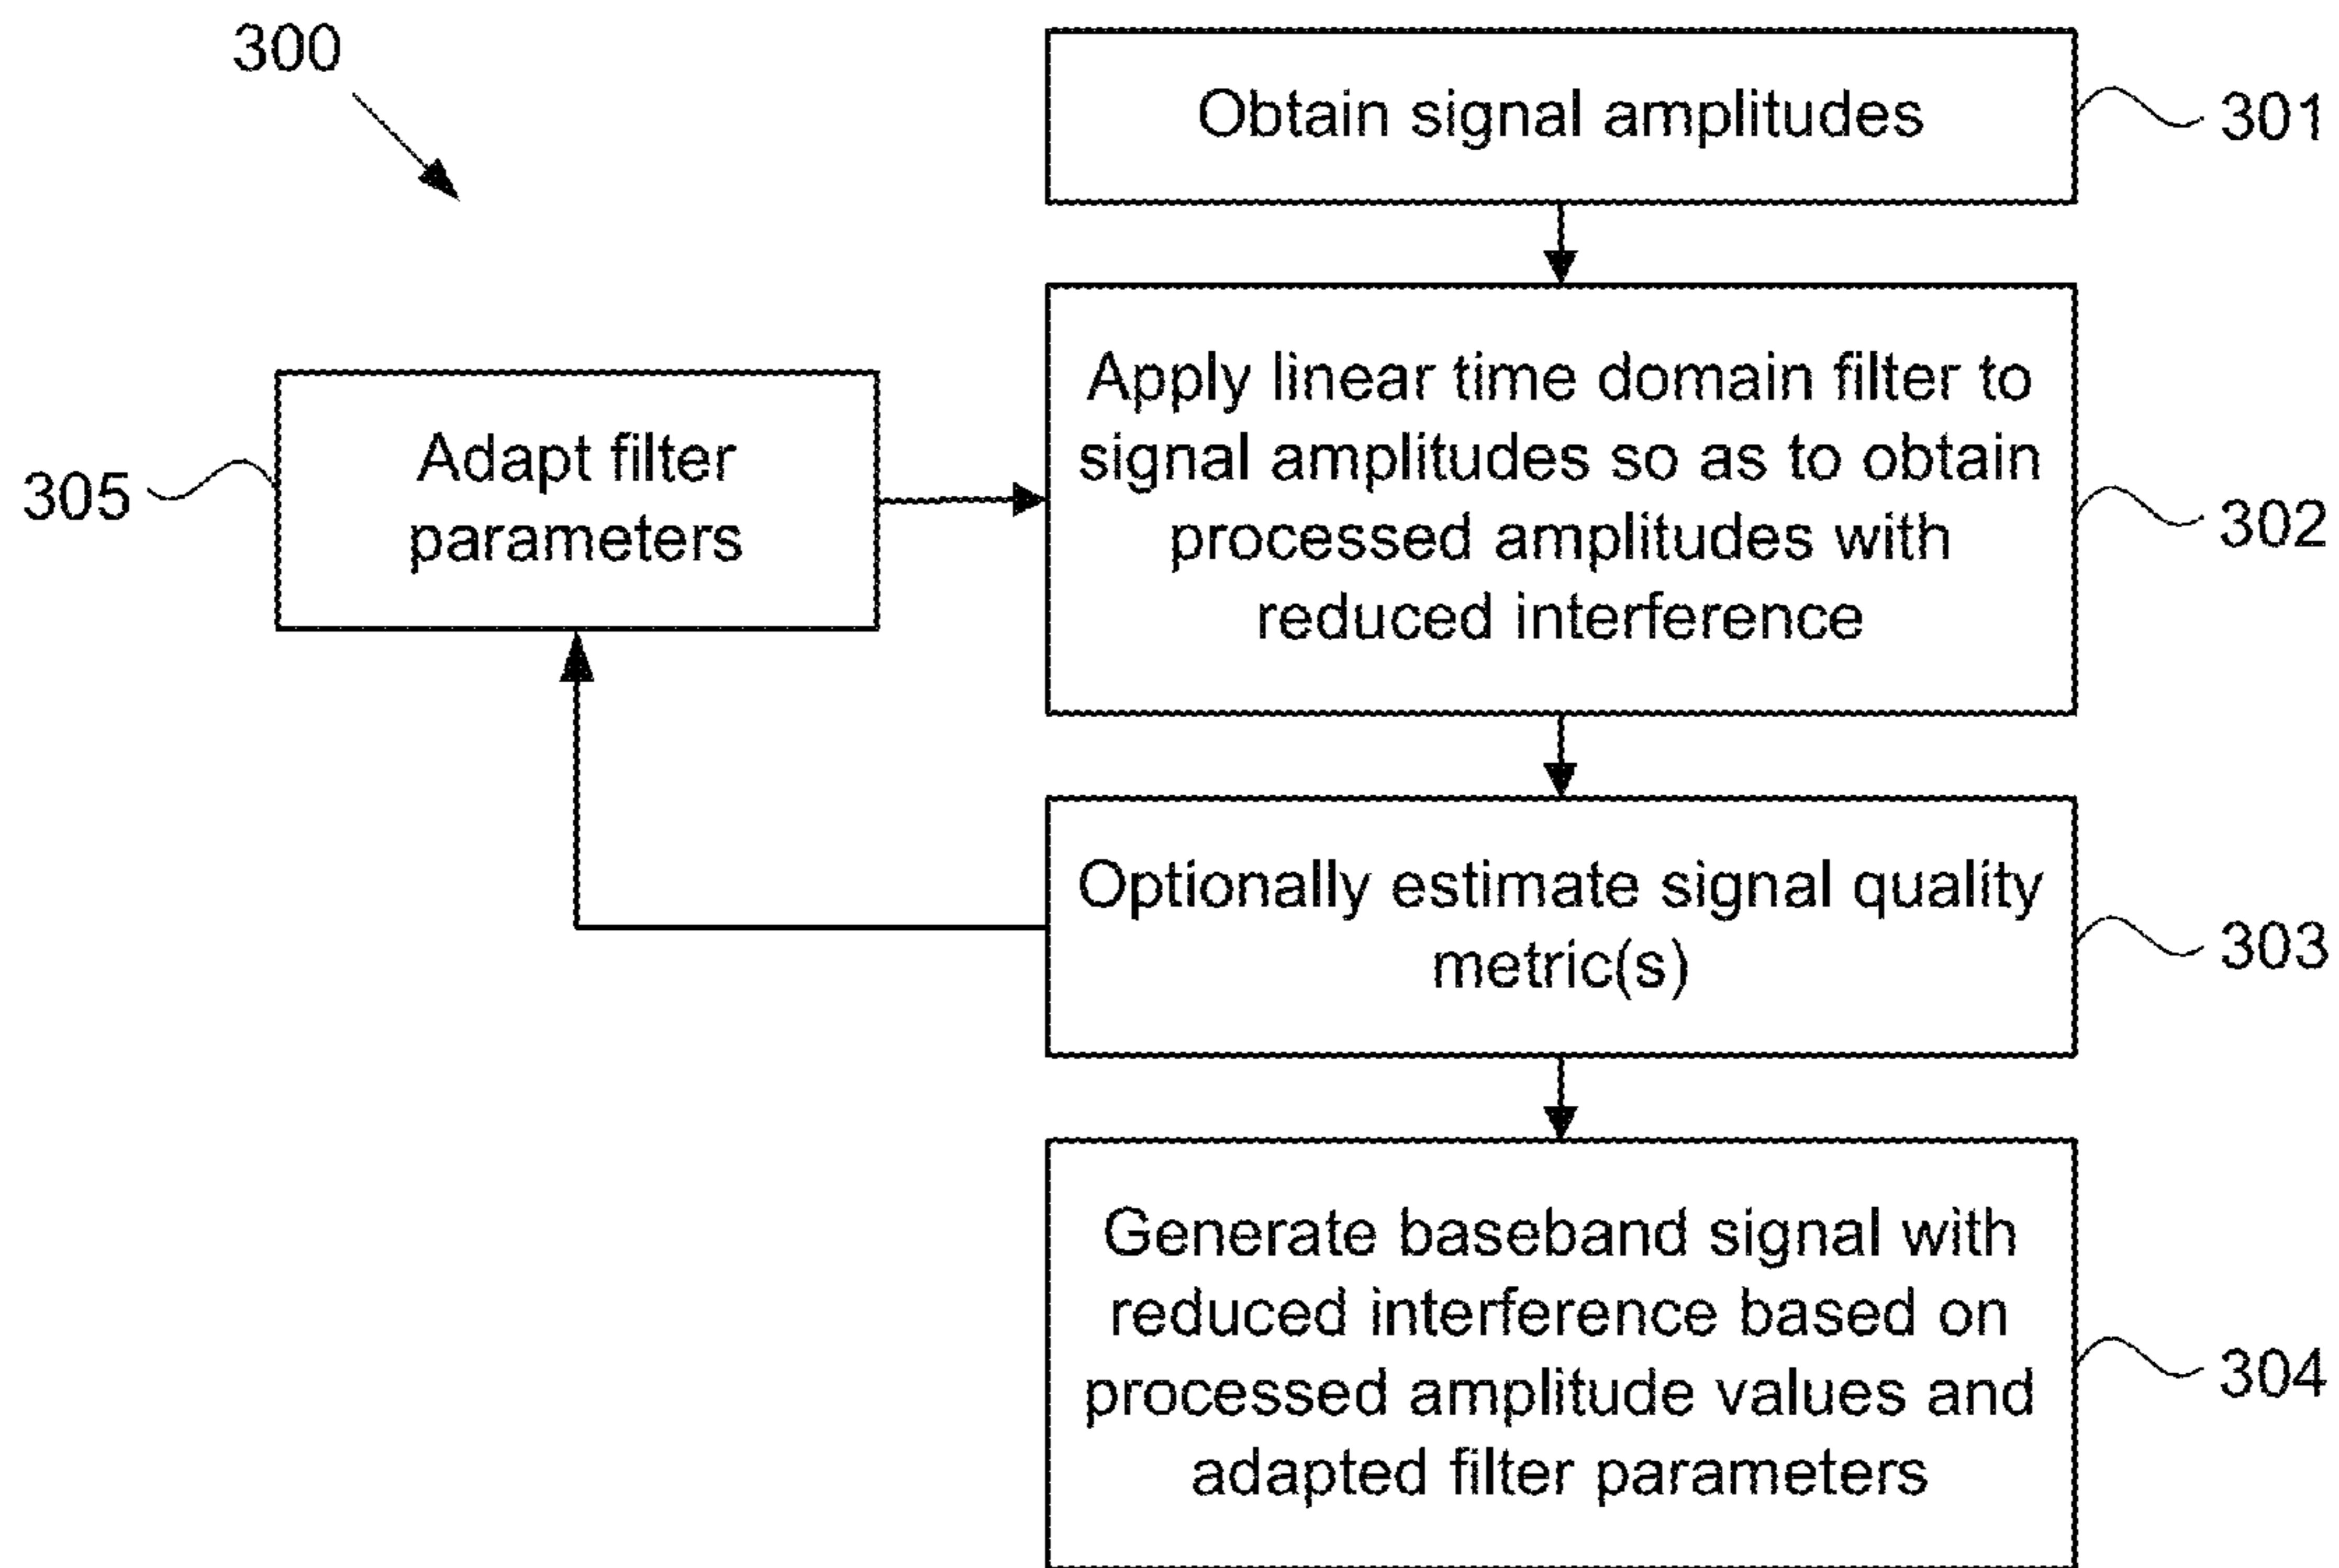 300
Obtain signal amplitudes
301
Apply linear time domain filter to
signal amplitudes so as to obtain
processed amplitudes with
reduced interference
302
Adapt filter
parameters
305
Optionally estimate signal quality
metric(s)
303
Generate baseband signal with
reduced interference based on
processed amplitude values and
adapted filter parameters
304